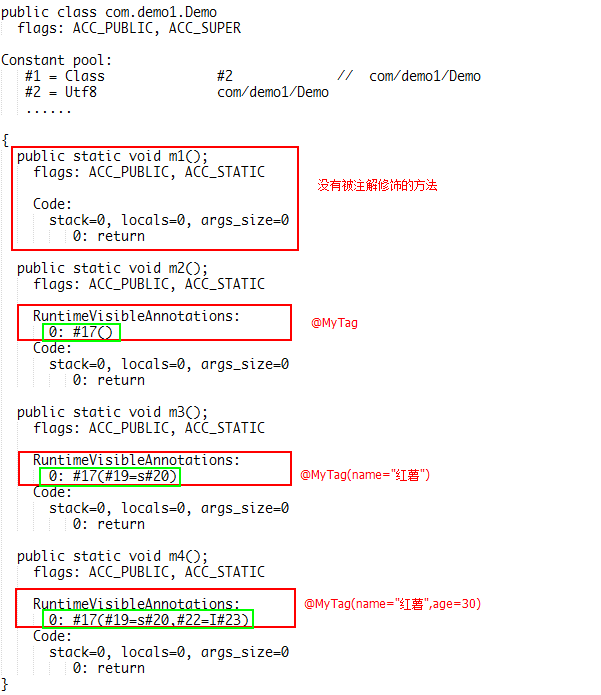 public class com.demo1.Demo
flags: ACC_PUBLIC, ACC_SUPER
Constant pool:
#1 = Class #2 // com/demo1/Demo
#2 = Utf8 com/demo1/Demo
......
{
public static void m1();
flags: ACC_PUBLIC, ACC_STATIC
没有被注解修饰的方法
Code:
stack=0, locals=0, args_size=0
0: return
public static void m2();
flags: ACC_PUBLIC, ACC_STATIC
RuntimeVisibleAnnotations:
@MyTag
0: #17()
Code:
stack=0, locals=0, args_size=0
0: return
public static void m3();
flags: ACC_PUBLIC, ACC_STATIC
RuntimeVisibleAnnotations:
@MyTag(name="红薯")
0: #17(#19=s#20)
Code:
stack=0, locals=0, args_size=0
0: return
public static void m4();
flags: ACC_PUBLIC, ACC_STATIC
RuntimeVisibleAnnotations:
@MyTag(name="红薯",age=30)
0: #17(#19=s#20,#22=I#23)
Code:
stack=0, locals=0, args_size=0
0: return
}